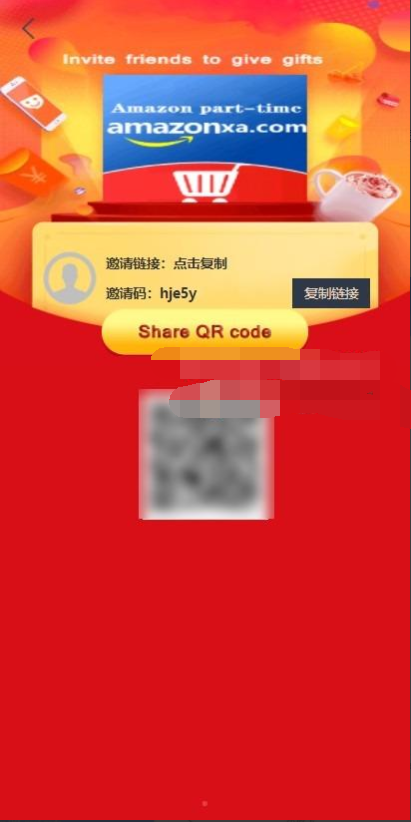 Invite friends to give gifts
Amazon part-time
amazonxa.com
邀请链接：点击复制
邀请码：hje5y
复制链接
Share QR code